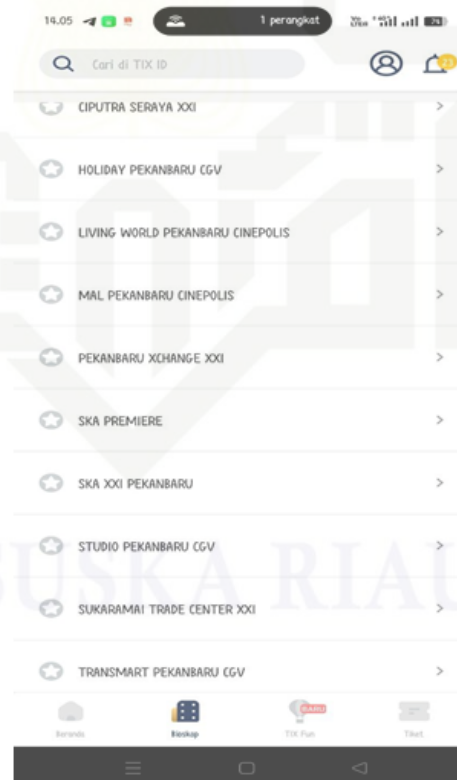 14.05
1 perangkat
Cari di TIX ID
23
CIPUTRA SERAYA XXI
HOLIDAY PEKANBARU CGV
LIVING WORLD PEKANBARU CINEPOLIS
MAL PEKANBARU CINEPOLIS
PEKANBARU XCHANGE XXI
SKA PREMIERE
SKA XXI PEKANBARU
STUDIO PEKANBARU CGV
SUSKA RIAU
SUKARAMAI TRADE CENTER XXI
TRANSMART PEKANBARU CGV
BARU
Beranda Bioskop TIX Fun Tiket